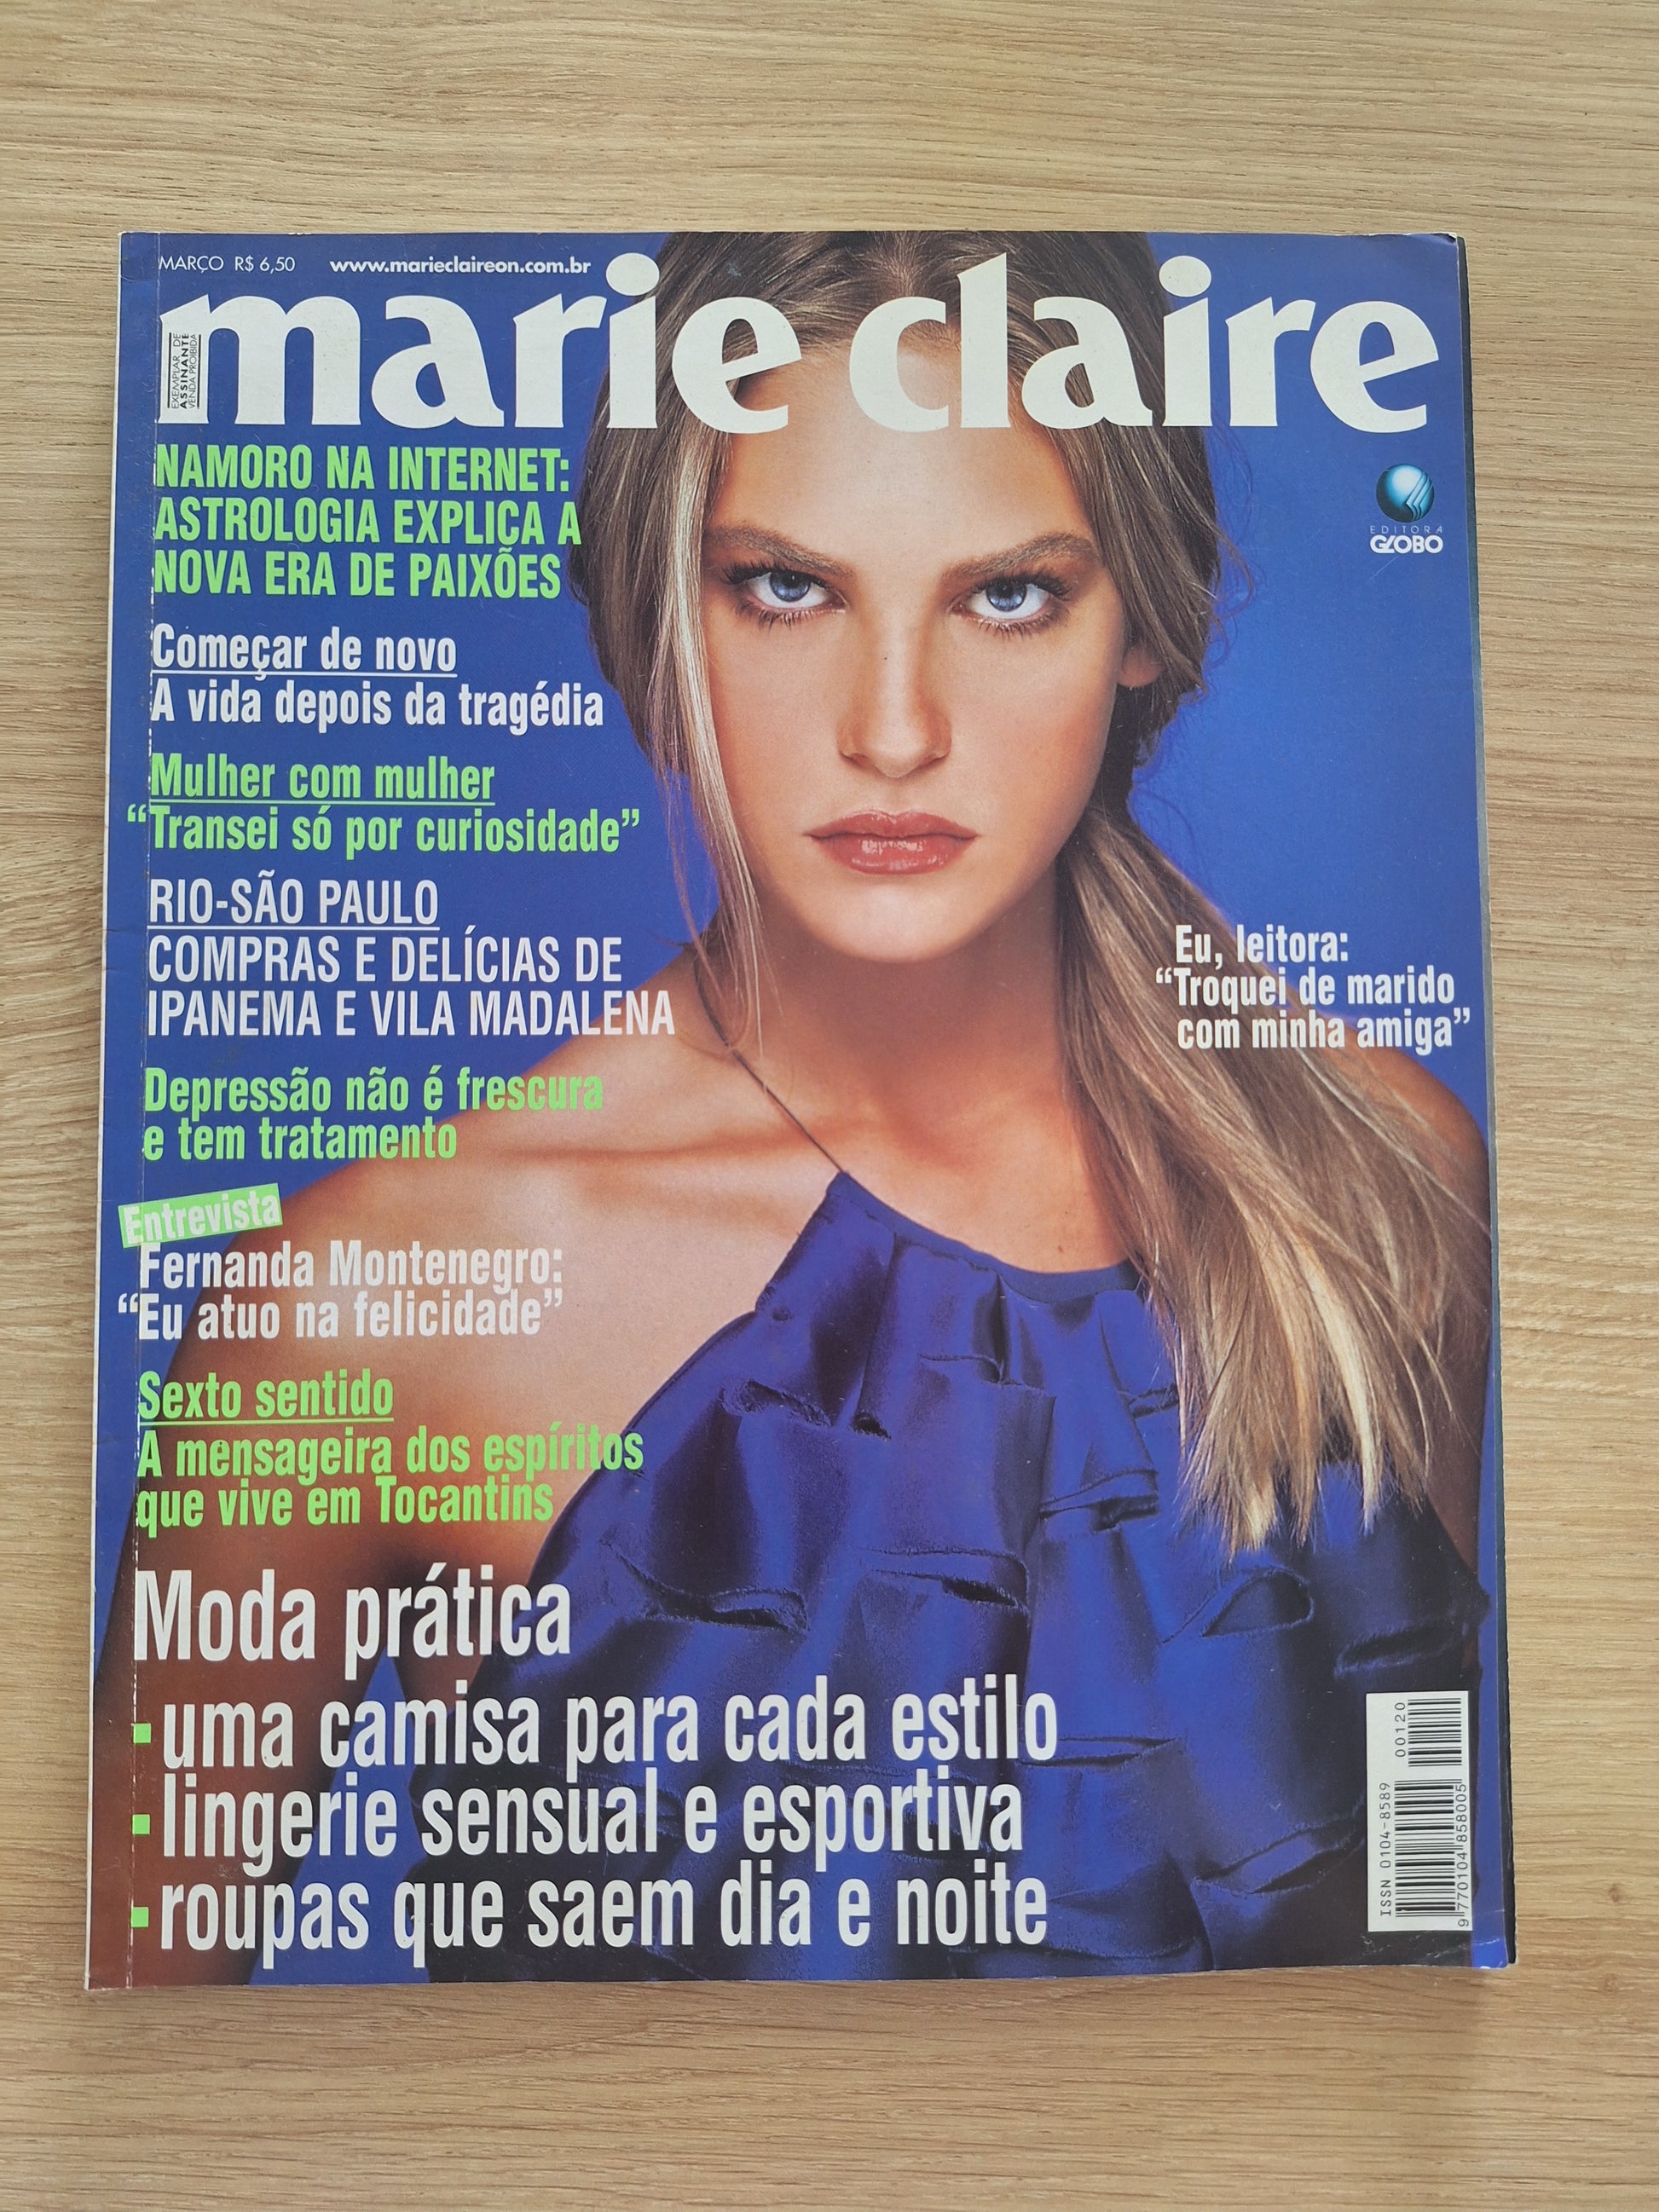 MARÇO R$ 6,50 www.marieclaireon.com.br
marie claire
EXEMPLAR DE
ASSINANTE
VENDA PROIBIDA
NAMORO NA INTERNET:
ASTROLOGIA EXPLICA A
NOVA ERA DE PAIXÕES
EDITORA
GLOBO
Começar de novo
A vida depois da tragédia
Mulher com mulher
“Transei só por curiosidade”
RIO-SÃO PAULO
COMPRAS E DELÍCIAS DE
IPANEMA E VILA MADALENA
Eu, leitora:
“Troquei de marido
com minha amiga”
Depressão não é frescura
e tem tratamento
Entrevista
Fernanda Montenegro:
“Eu atuo na felicidade”
Sexto sentido
A mensageira dos espíritos
que vive em Tocantins
Moda prática
uma camisa para cada estilo
lingerie sensual e esportiva
roupas que saem dia e noite
ISSN 0104-8589 00120
9 770104 858005